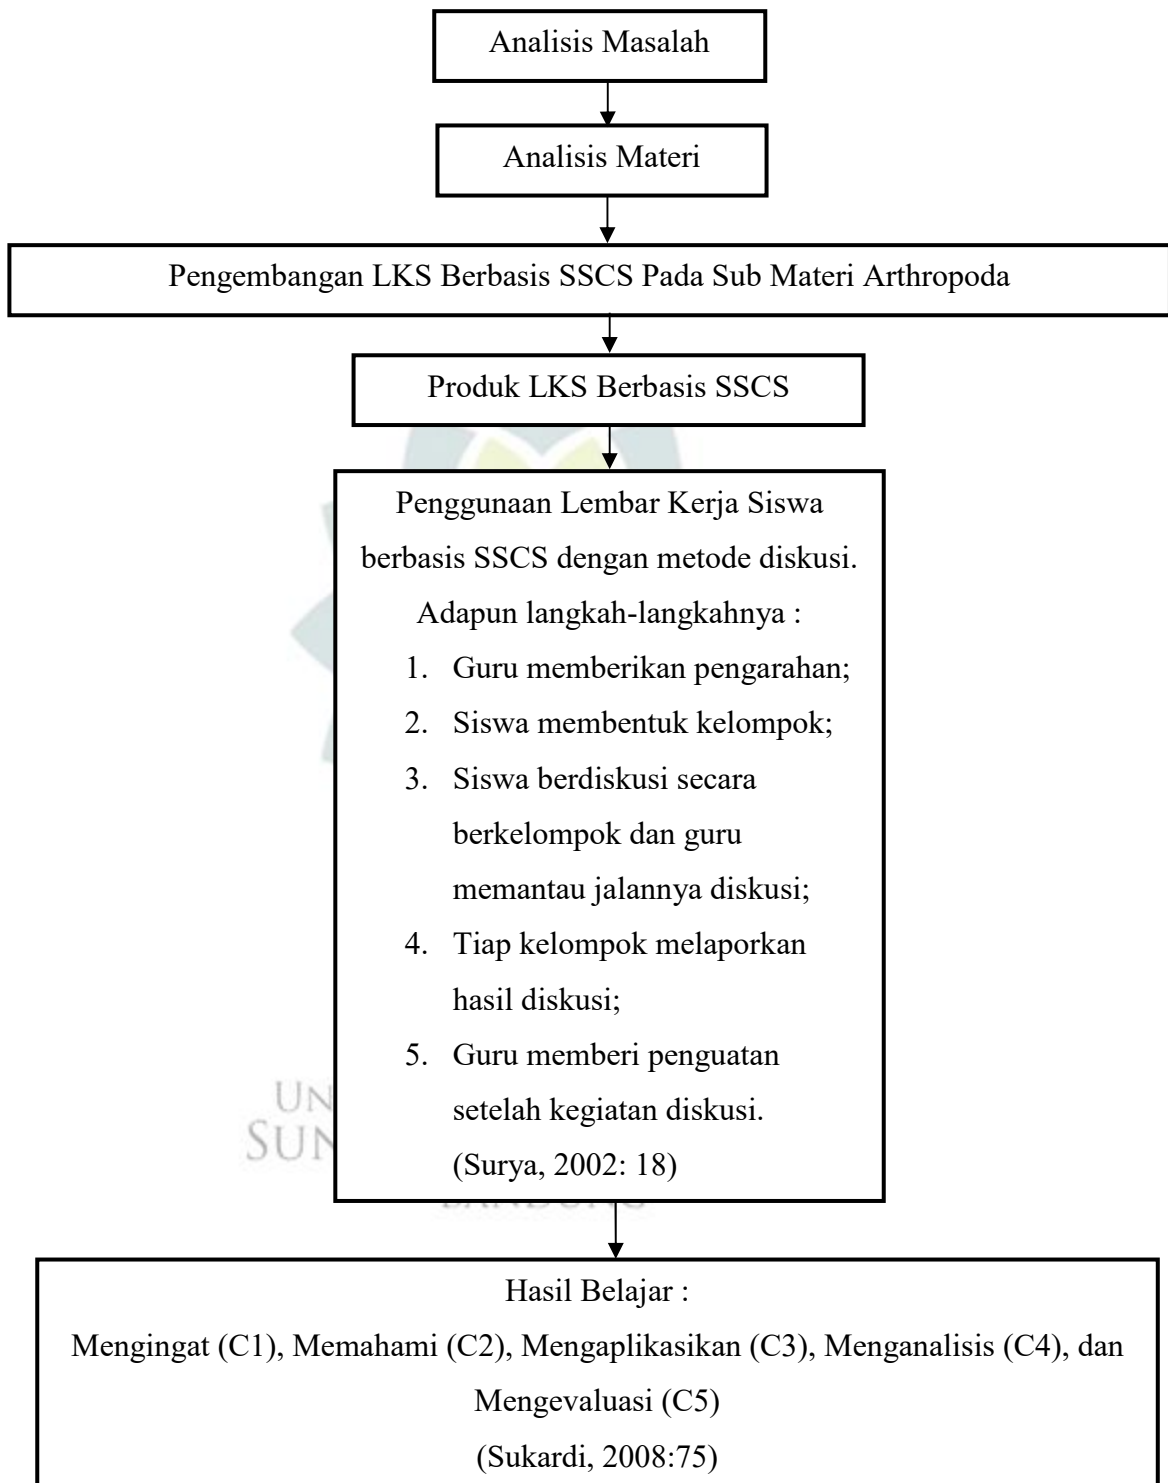 Analisis Masalah
Analisis Materi
Pengembangan LKS Berbasis SSCS Pada Sub Materi Arthropoda
Produk LKS Berbasis SSCS
Penggunaan Lembar Kerja Siswa
berbasis SSCS dengan metode diskusi.
Adapun langkah-langkahnya :
1. Guru memberikan pengarahan;
2. Siswa membentuk kelompok;
3. Siswa berdiskusi secara
berkelompok dan guru
memantau jalannya diskusi;
4. Tiap kelompok melaporkan
hasil diskusi;
5. Guru memberi penguatan
setelah kegiatan diskusi.
(Surya, 2002: 18)
Hasil Belajar :
Mengingat (C1), Memahami (C2), Mengaplikasikan (C3), Menganalisis (C4), dan
Mengevaluasi (C5)
(Sukardi, 2008:75)